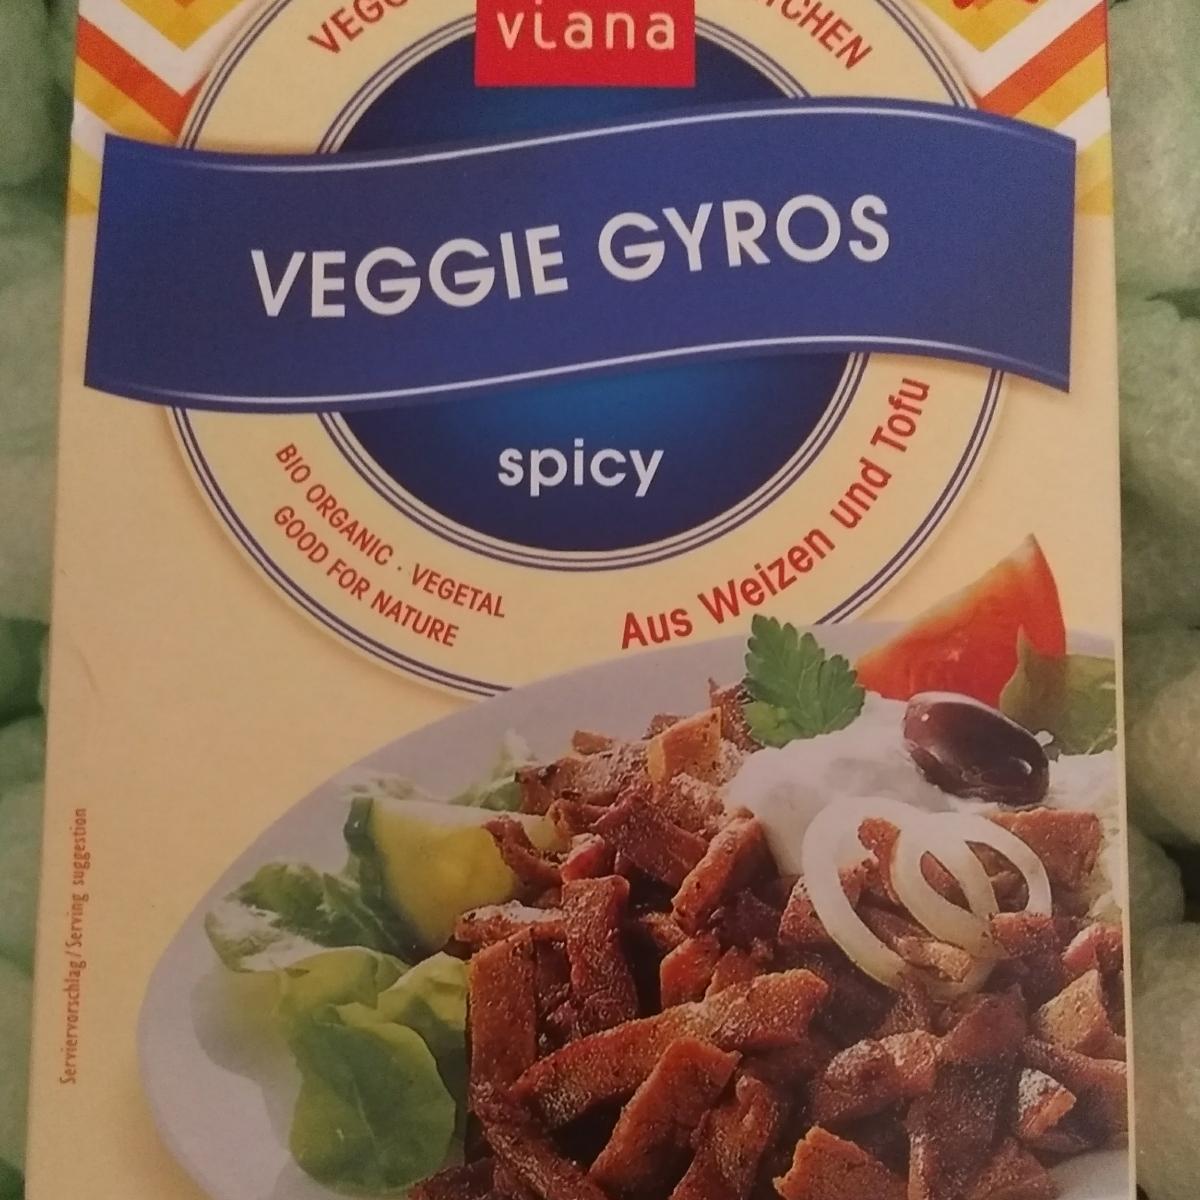 viana
VEGGIE GYROS
spicy
BIO ORGANIC . VEGETAL
GOOD FOR NATURE
Aus Weizen und Tofu
Serviervorschlag / Serving suggestion